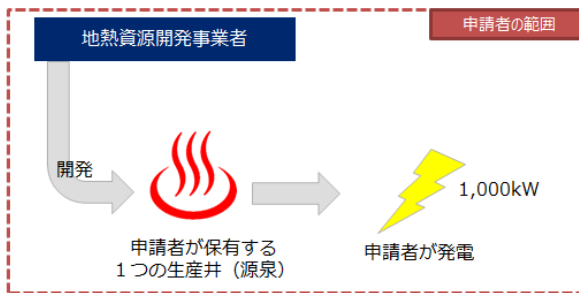 申請者の範囲
地熱資源開発事業者
開発
1,000kW
申請者が保有する
１つの生産井（源泉）
申請者が発電